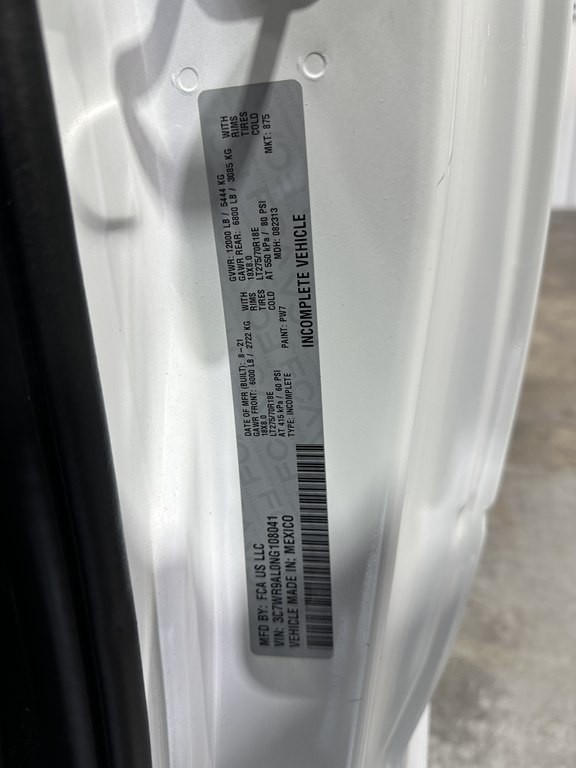 MFD BY: FCA US LLC
VIN: 3C7WR9AL0NG108041
VEHICLE MADE IN: MEXICO
DATE OF MFR (BUILT): 8-21
GAWR FRONT: 6000 LB / 2722 KG WITH
18X8.0 RIMS
LT275/70R18E TIRES
AT 415 kPa / 60 PSI COLD
TYPE: INCOMPLETE PAINT: PW7
GVWR: 12000 LB / 5444 KG
GAWR REAR: 6800 LB / 3085 KG WITH
18X8.0 RIMS
LT275/70R18E TIRES
AT 550 kPa / 80 PSI COLD
MDH: 082313 MKT: 875
INCOMPLETE VEHICLE